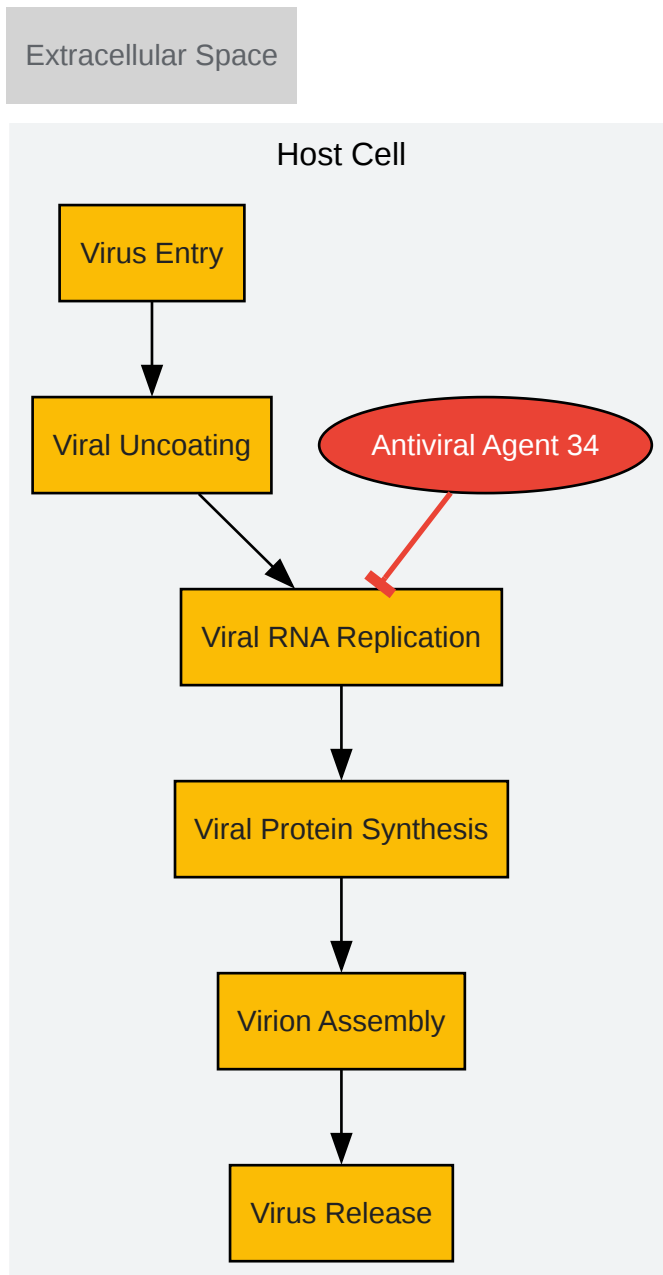 Extracellular Space
Host Cell
Virus Entry
Viral Uncoating
Antiviral Agent 34
Viral RNA Replication
Viral Protein Synthesis
Virion Assembly
Virus Release